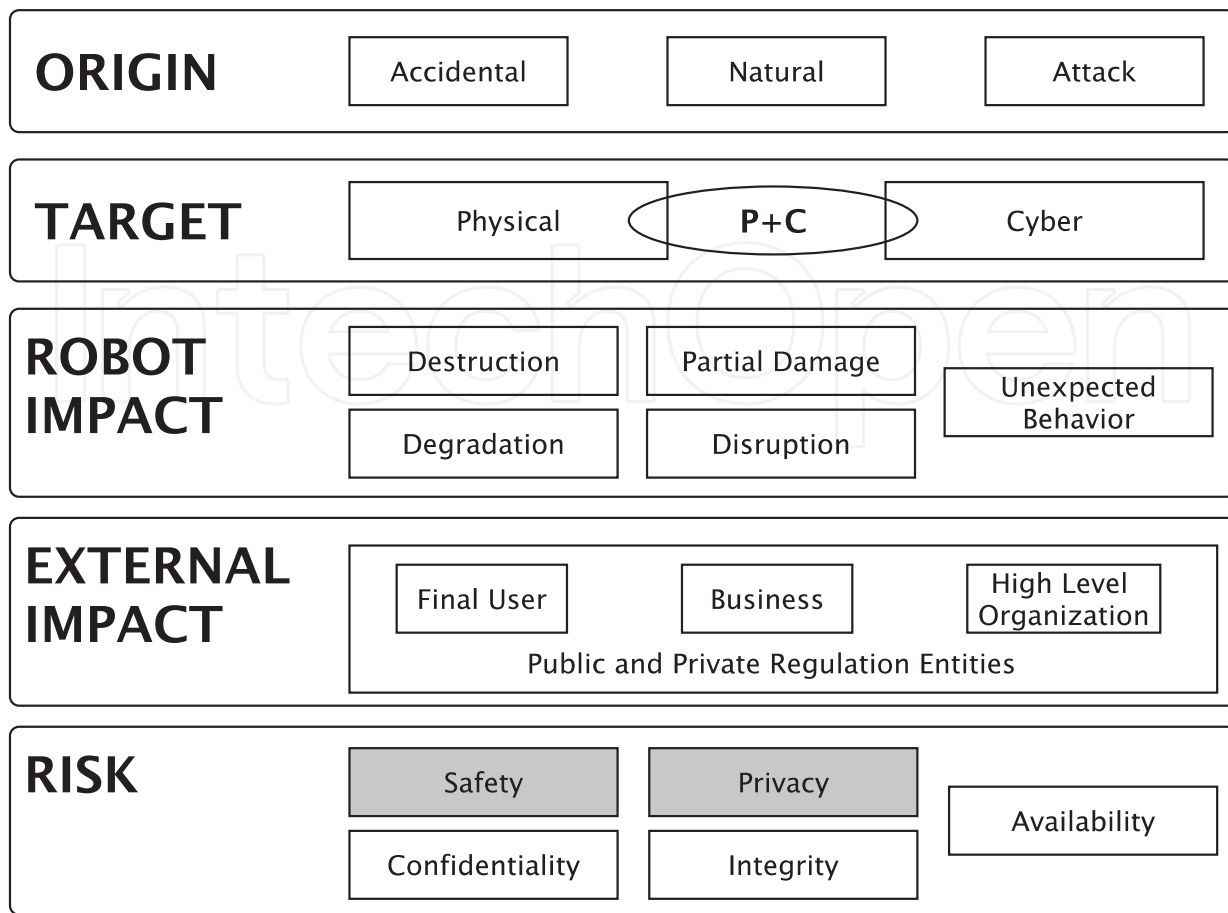 ORIGIN
Accidental
Natural
Attack
TARGET
Physical
P+C
Cyber
IntechOpen
ROBOT
IMPACT
Destruction
Partial Damage
Unexpected
Behavior
Degradation
Disruption
EXTERNAL
IMPACT
Final User
Business
High Level
Organization
Public and Private Regulation Entities
RISK
Safety
Privacy
Availability
Confidentiality
Integrity